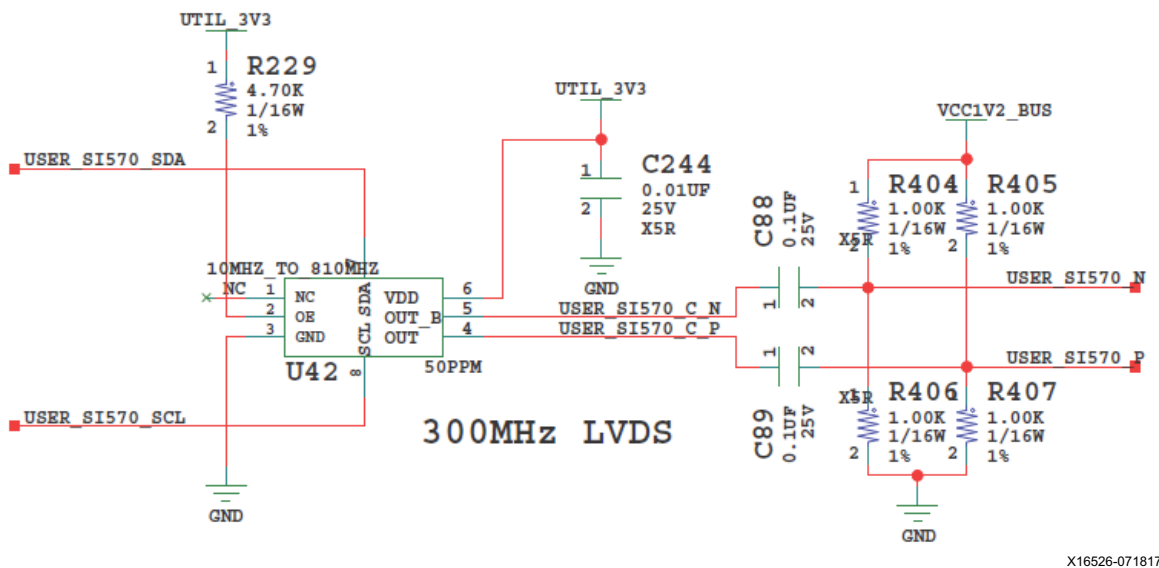 UTIL_3V3
1
R229
4.70K
1/16W
1%
2
UTIL_3V3
VCC1V2_BUS
USER_SI570_SDA
1
C244
0.01UF
25V
X5R
2
GND
C88
0.1UF
25V
X5R
1
2
1
R404
1.00K
1/16W
1%
2
R405
1.00K
1/16W
1%
2
10MHZ_TO_810MHZ
NC
1
2
3
NC
OE
GND
SDA
7
SCL
8
VDD
OUT_B
OUT
6
5
4
U42
50PPM
USER_SI570_C_N
USER_SI570_C_P
USER_SI570_N
USER_SI570_P
1
2
C89
0.1UF
25V
X5R
1
R406
1.00K
1/16W
1%
2
1
R407
1.00K
1/16W
1%
2
USER_SI570_SCL
300MHz LVDS
GND
GND
X16526-071817